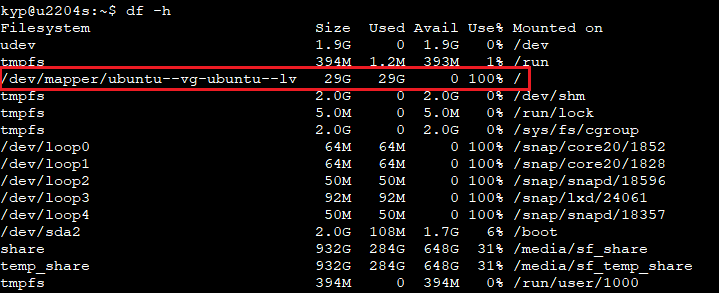 kyp@u2204s:~$ df -h
Filesystem Size Used Avail Use% Mounted on
udev 1.9G 0 1.9G 0% /dev
tmpfs 394M 1.2M 393M 1% /run
/dev/mapper/ubuntu--vg-ubuntu--lv 29G 29G 0 100% /
tmpfs 2.0G 0 2.0G 0% /dev/shm
tmpfs 5.0M 0 5.0M 0% /run/lock
tmpfs 2.0G 0 2.0G 0% /sys/fs/cgroup
/dev/loop0 64M 64M 0 100% /snap/core20/1852
/dev/loop1 64M 64M 0 100% /snap/core20/1828
/dev/loop2 50M 50M 0 100% /snap/snapd/18596
/dev/loop3 92M 92M 0 100% /snap/lxd/24061
/dev/loop4 50M 50M 0 100% /snap/snapd/18357
/dev/sda2 2.0G 108M 1.7G 6% /boot
share 932G 284G 648G 31% /media/sf_share
temp_share 932G 284G 648G 31% /media/sf_temp_share
tmpfs 394M 0 394M 0% /run/user/1000